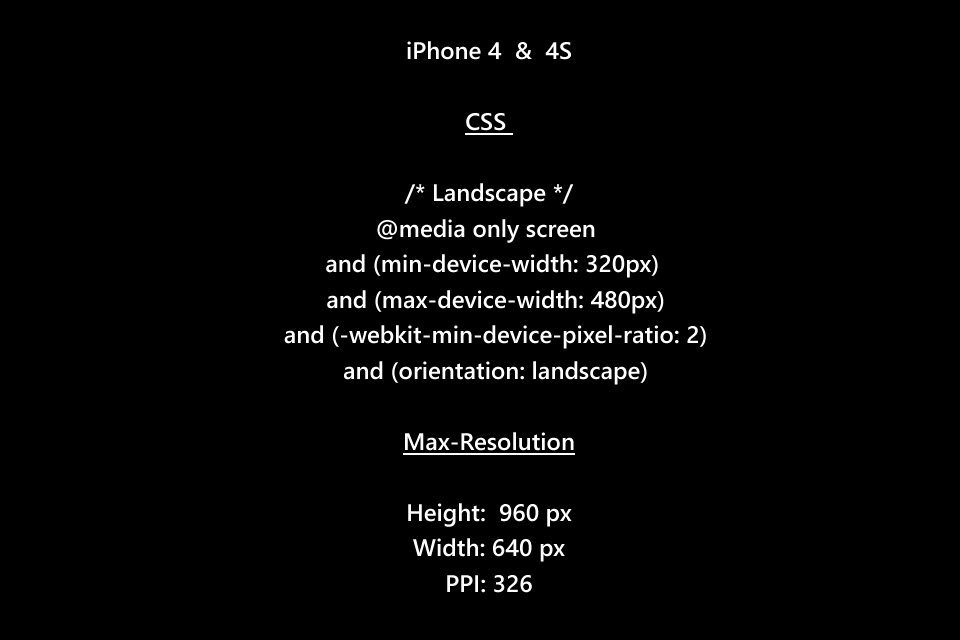 iPhone 4 & 4S
CSS
/* Landscape */
@media only screen
and (min-device-width: 320px)
and (max-device-width: 480px)
and (-webkit-min-device-pixel-ratio: 2)
and (orientation: landscape)
Max-Resolution
Height: 960 px
Width: 640 px
PPI: 326